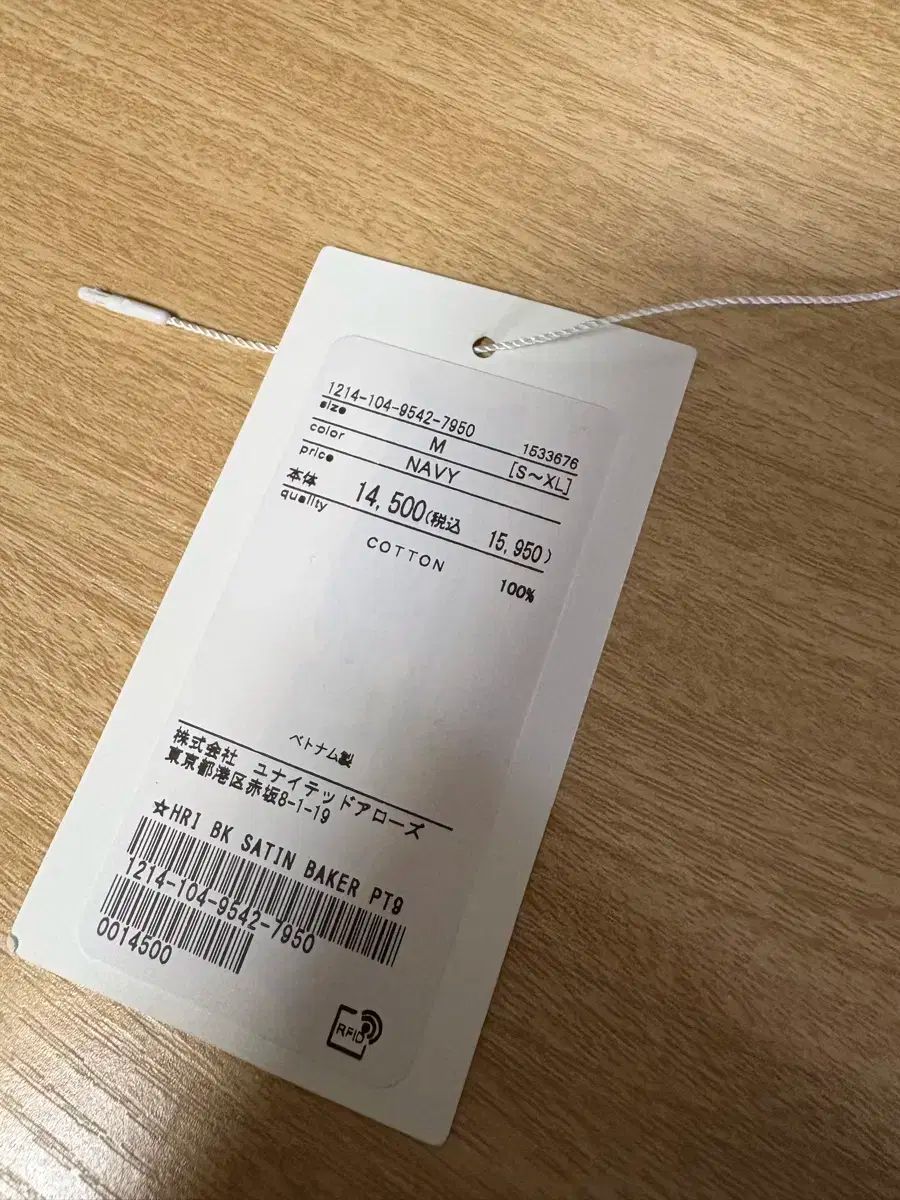 1214-104-9542-7950
size M 1533676
[S～XL]
color NAVY
price
本体 14,500(税込 15,950)
quality
COTTON 100%
ベトナム製
株式会社 ユナイテッドアローズ
東京都港区赤坂8-1-19
☆HRI BK SATIN BAKER PT9
1214-104-9542-7950
0014500
RFID